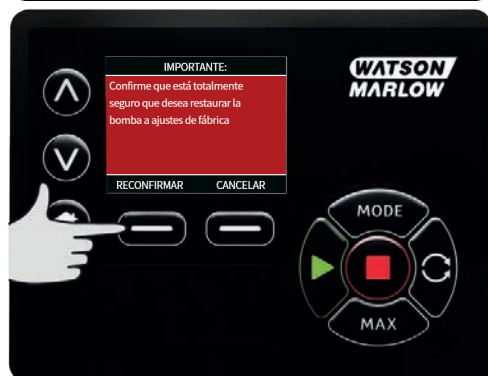 IMPORTANTE:
Confirme que está totalmente
seguro que desea restaurar la
bomba a ajustes de fábrica
RECONFIRMAR CANCELAR
WATSON
MARLOW
MODE
MAX